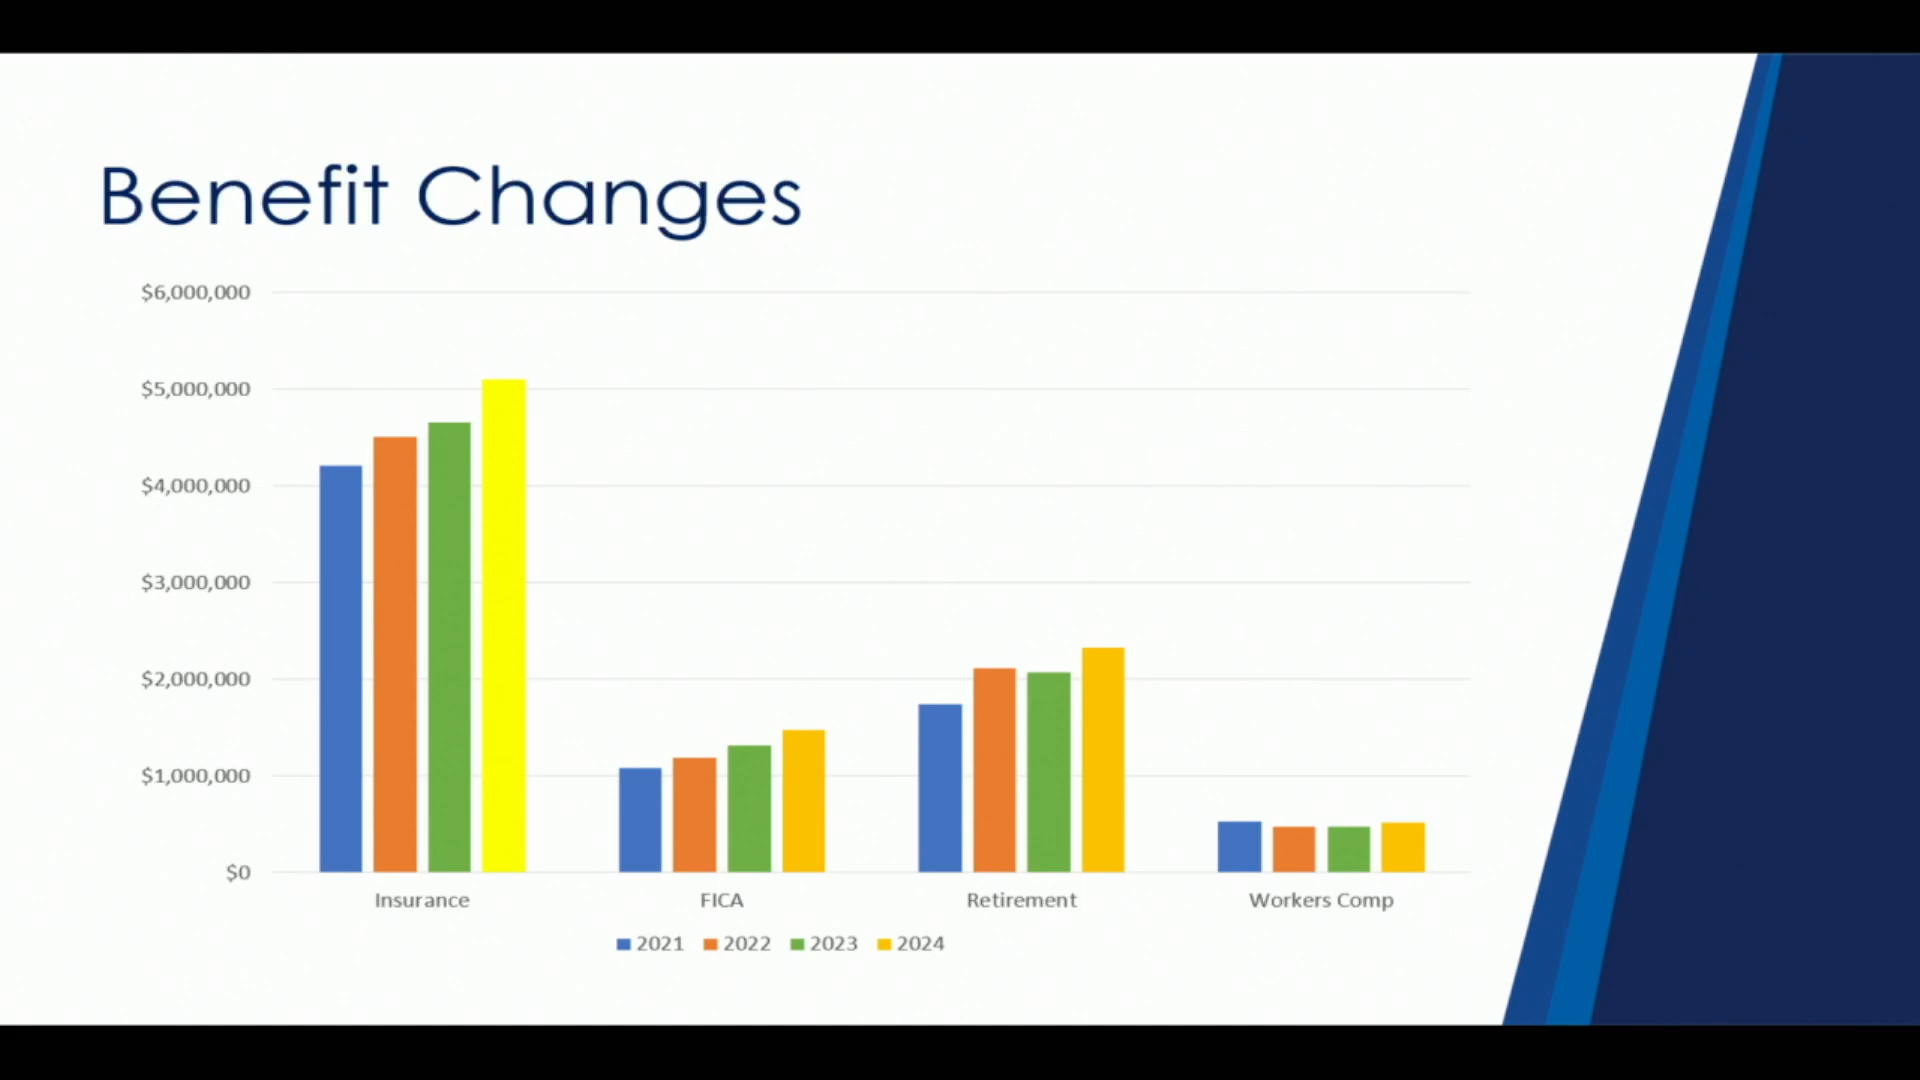 Benefit Changes
$6,000,000
$5,000,000
$4,000,000
$3,000,000
$2,000,000
$1,000,000
$0
Insurance FICA Retirement Workers Comp
2021 2022 2023 2024